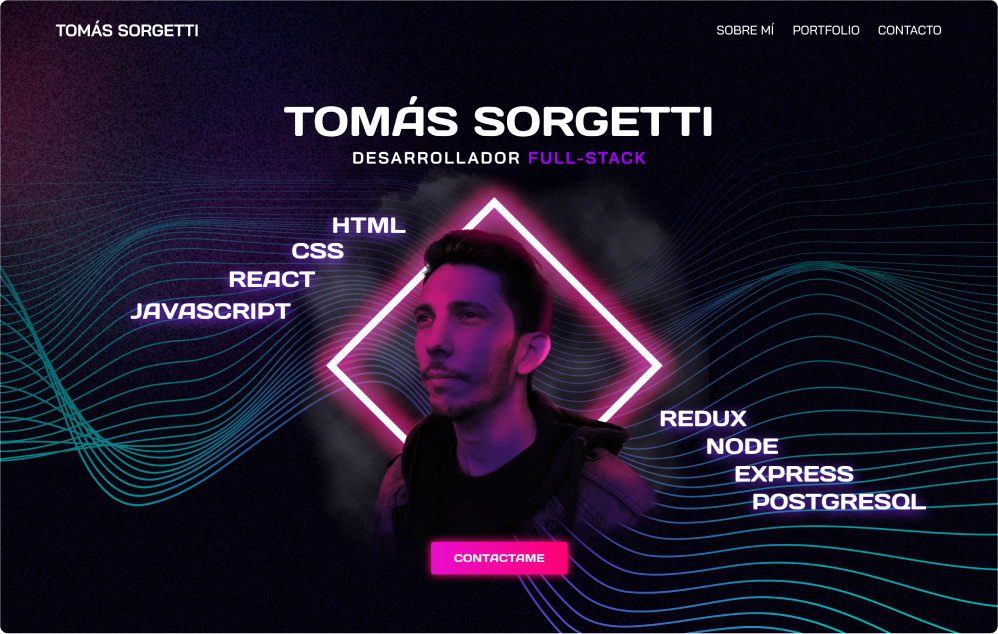 TOMÁS SORGETTI
SOBRE MÍ PORTFOLIO CONTACTO
TOMÁS SORGETTI
DESARROLLADOR FULL-STACK
HTML
CSS
REACT
JAVASCRIPT
REDUX
NODE
EXPRESS
POSTGRESQL
CONTACTAME